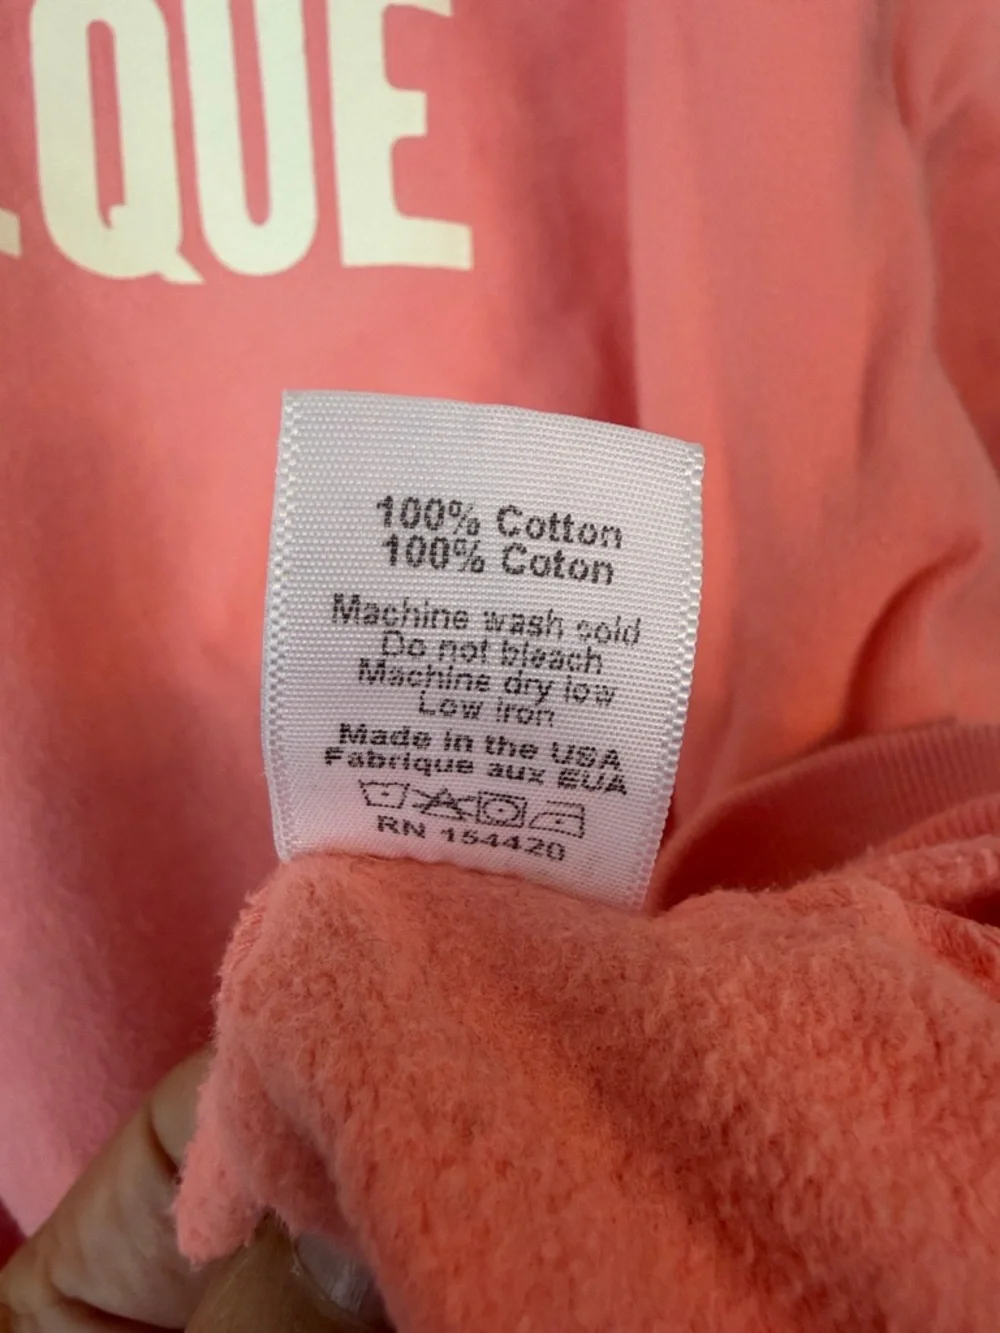 QUE
100% Cotton
100% Coton
Machine wash cold
Do not bleach
Machine dry low
Low iron
Made in the USA
Fabrique aux EUA
RN 154420